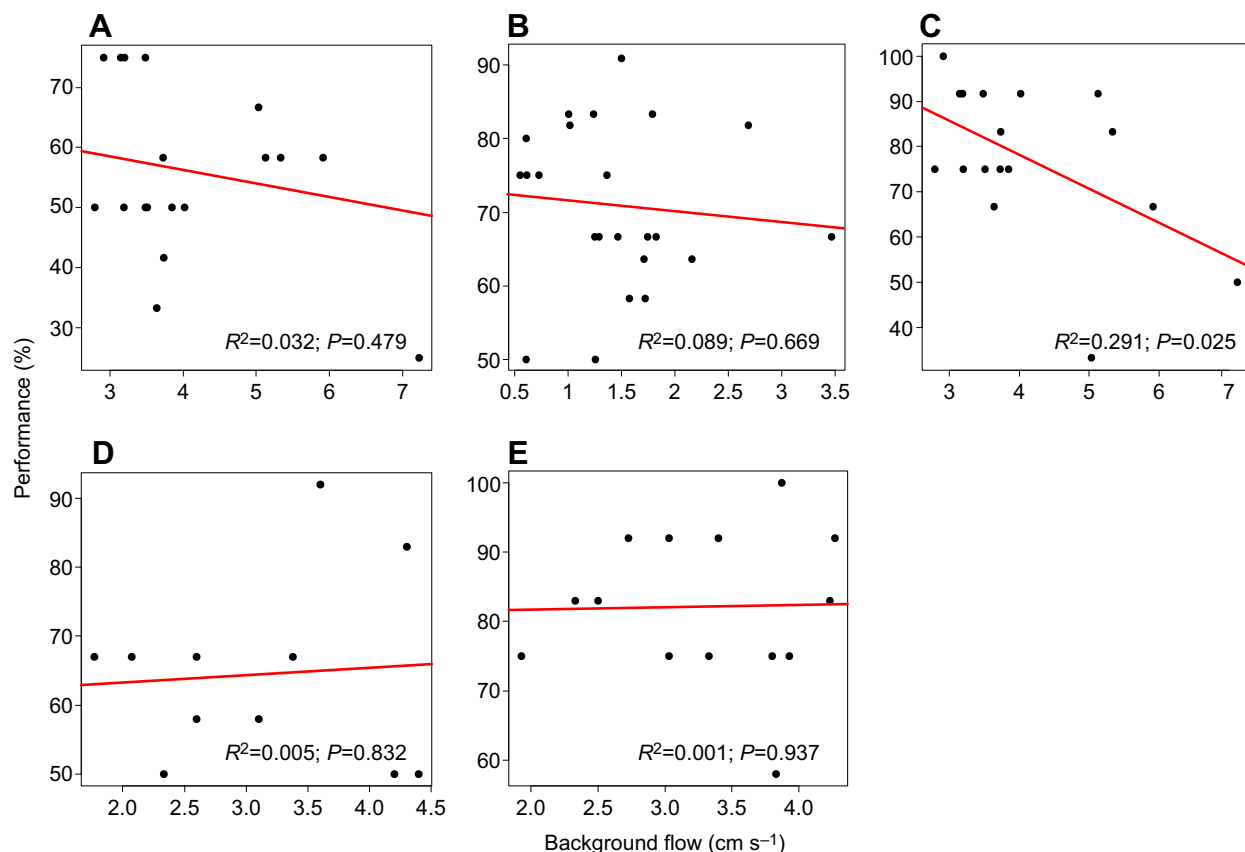 A
B
C
70
60
50
40
30
R²=0.032; P=0.479
3 4 5 6 7
90
80
70
60
50
R²=0.089; P=0.669
0.5 1 1.5 2 2.5 3 3.5
100
90
80
70
60
50
40
R²=0.291; P=0.025
3 4 5 6 7
Performance (%)
D
E
90
80
70
60
50
R²=0.005; P=0.832
2.0 2.5 3.0 3.5 4.0 4.5
100
90
80
70
60
R²=0.001; P=0.937
2.0 2.5 3.0 3.5 4.0
Background flow (cm s⁻¹)